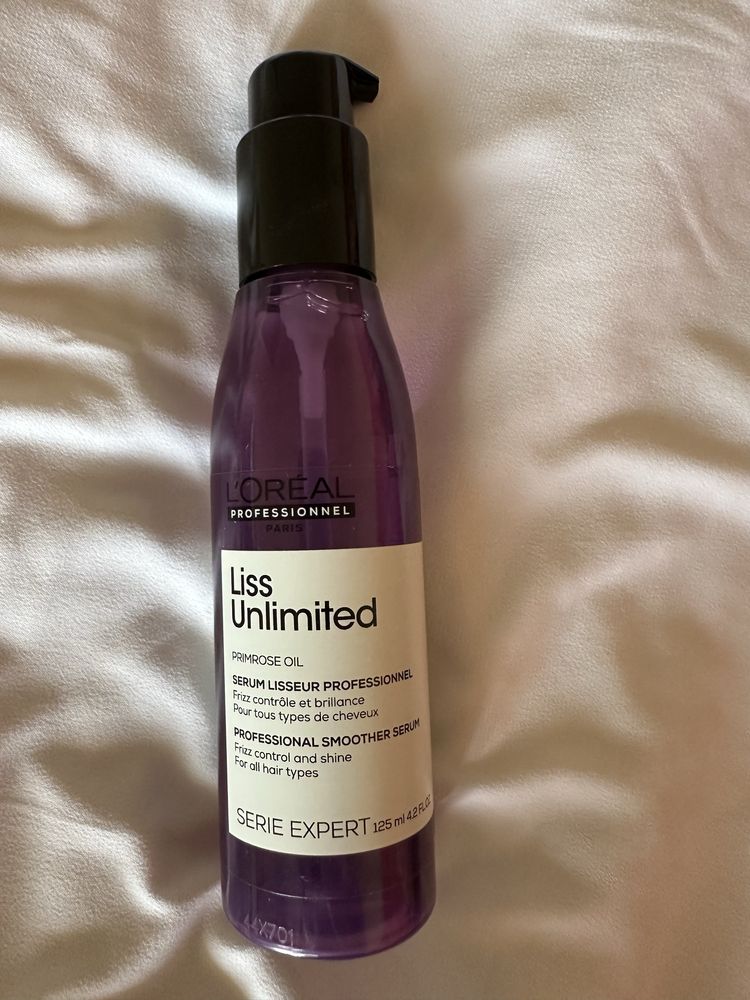 L'ORÉAL
PROFESSIONNEL
PARIS
Liss
Unlimited
PRIMROSE OIL
SERUM LISSEUR PROFESSIONNEL
Frizz contrôle et brillance
Pour tous types de cheveux
PROFESSIONAL SMOOTHER SERUM
Frizz control and shine
For all hair types
SERIE EXPERT 125 ml 4.2 FL.OZ.
44X701